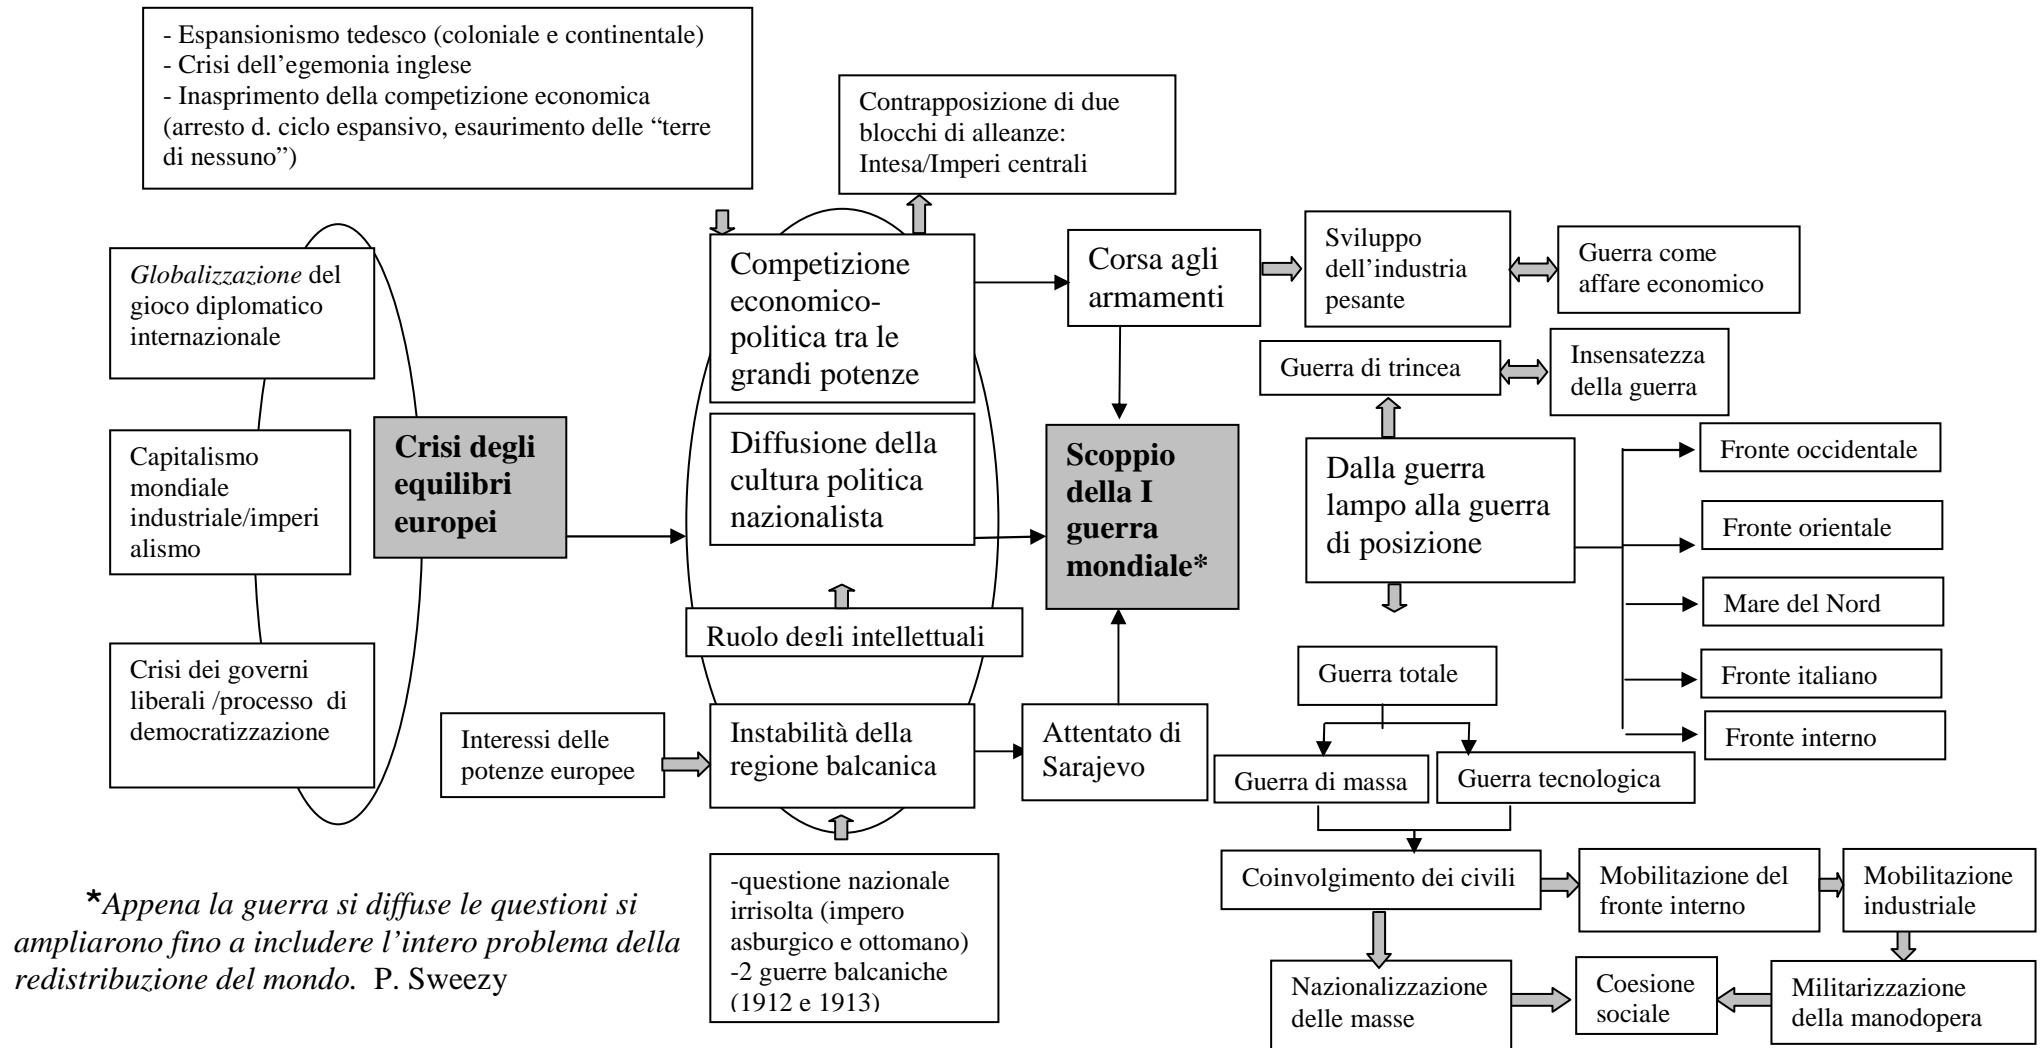 - Espansionismo tedesco (coloniale e continentale)
- Crisi dell’egemonia inglese
- Inasprimento della competizione economica
(arresto d. ciclo espansivo, esaurimento delle “terre
di nessuno”)
Contrapposizione di due
blocchi di alleanze:
Intesa/Imperi centrali
Globalizzazione del
gioco diplomatico
internazionale
Capitalismo
mondiale
industriale/imperi
alismo
Crisi dei governi
liberali /processo  di
democratizzazione
Crisi degli
equilibri
europei
Competizione
economico-
politica tra le
grandi potenze
Diffusione della
cultura politica
nazionalista
Ruolo degli intellettuali
Interessi delle
potenze europee
Instabilità della
regione balcanica
-questione nazionale
irrisolta (impero
asburgico e ottomano)
-2 guerre balcaniche
(1912 e 1913)
Corsa agli
armamenti
Scoppio
della I
guerra
mondiale*
Attentato di
Sarajevo
Sviluppo
dell’industria
pesante
Guerra come
affare economico
Guerra di trincea
Insensatezza
della guerra
Dalla guerra
lampo alla guerra
di posizione
Fronte occidentale
Fronte orientale
Mare del Nord
Fronte italiano
Fronte interno
Guerra totale
Guerra di massa
Guerra tecnologica
Coinvolgimento dei civili
Mobilitazione del
fronte interno
Mobilitazione
industriale
Nazionalizzazione
delle masse
Coesione
sociale
Militarizzazione
della manodopera
*Appena la guerra si diffuse le questioni si
ampliarono fino a includere l’intero problema della
redistribuzione del mondo.  P. Sweezy